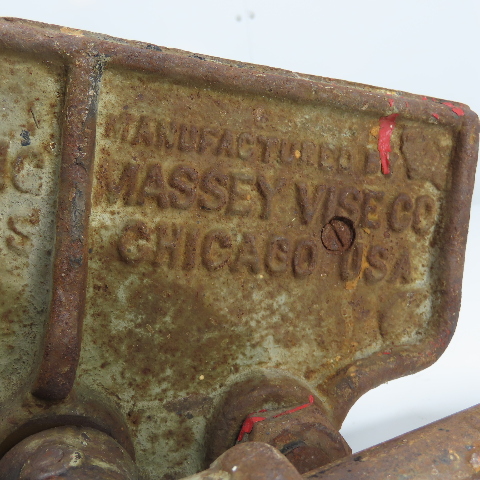 MANUFACTURED BY
MASSEY VISE CO
CHICAGO USA